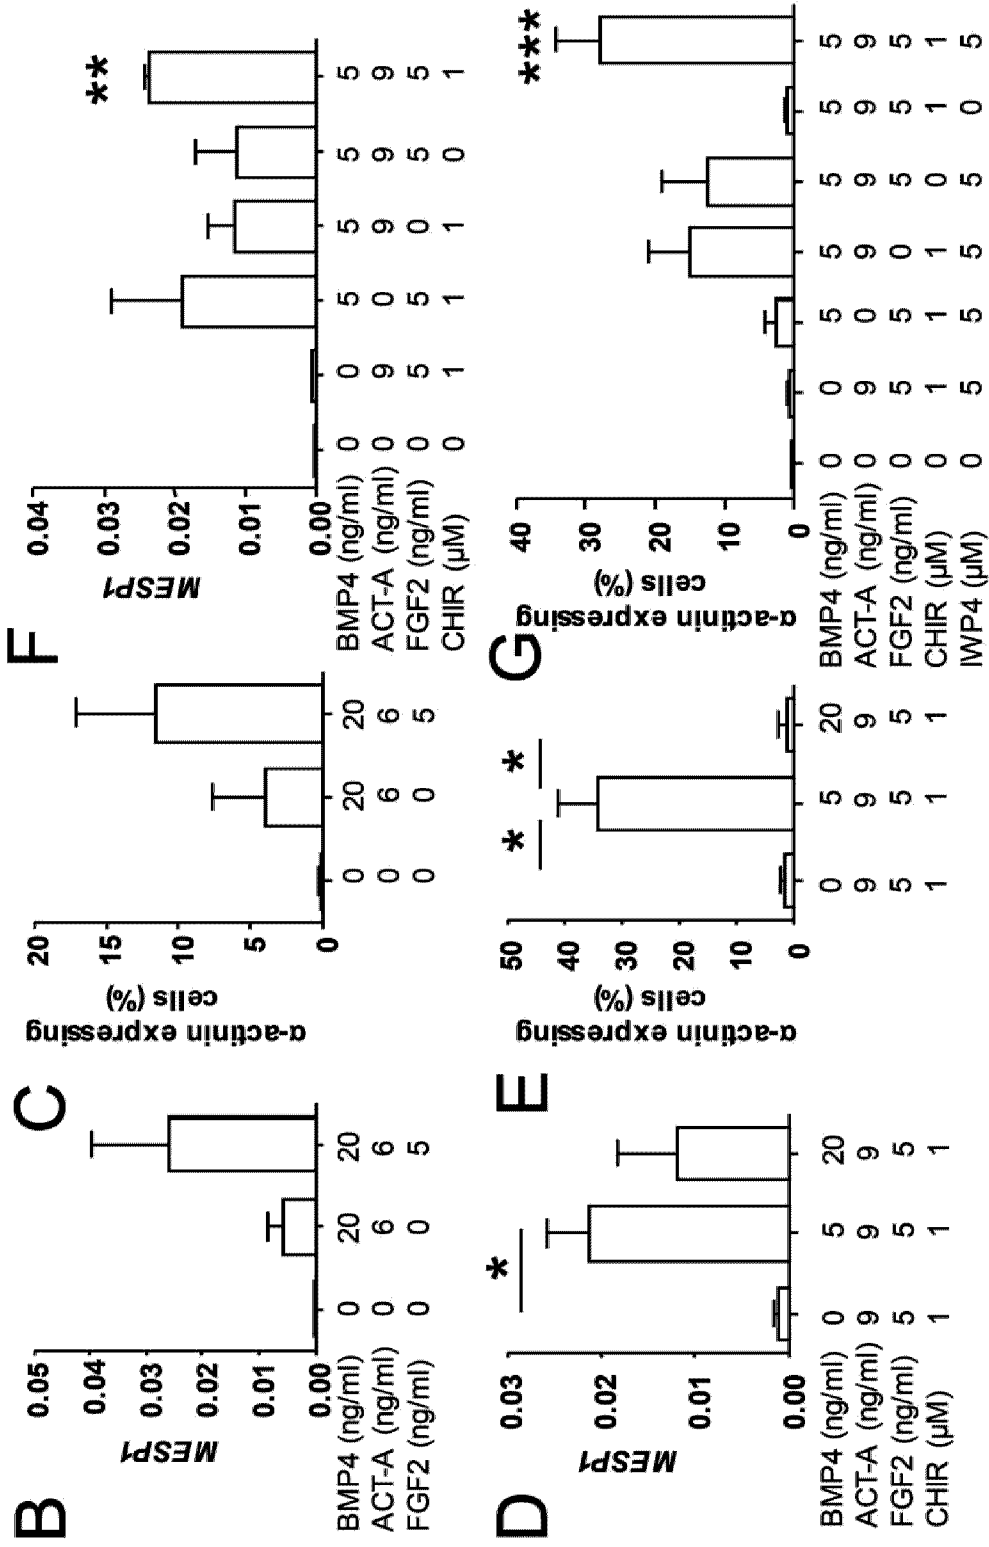 B
MESP1
0.05
0.04
0.03
0.02
0.01
0.00
BMP4 (ng/ml) 0 20 20
ACT-A (ng/ml) 0 6 6
FGF2 (ng/ml) 0 0 5
C
α-actinin expressing
cells (%)
20
15
10
5
0
0 20 20
0 6 6
0 0 5
F
MESP1
0.04
0.03
0.02
0.01
0.00
**
BMP4 (ng/ml) 0 0 5 5 5 5
ACT-A (ng/ml) 0 9 0 9 9 9
FGF2 (ng/ml) 0 5 5 0 5 5
CHIR (µM) 0 1 1 1 0 1
D
MESP1
0.03
0.02
0.01
0.00
*
BMP4 (ng/ml) 0 5 20
ACT-A (ng/ml) 9 9 9
FGF2 (ng/ml) 5 5 5
CHIR (µM) 1 1 1
E
α-actinin expressing
cells (%)
50
40
30
20
10
0
* *
0 5 20
9 9 9
5 5 5
1 1 1
G
α-actinin expressing
cells (%)
40
30
20
10
0
***
BMP4 (ng/ml) 0 0 5 5 5 5 5
ACT-A (ng/ml) 0 9 0 9 9 9 9
FGF2 (ng/ml) 0 5 5 0 5 5 5
CHIR (µM) 0 1 1 1 0 1 1
IWP4 (µM) 0 5 5 5 5 0 5